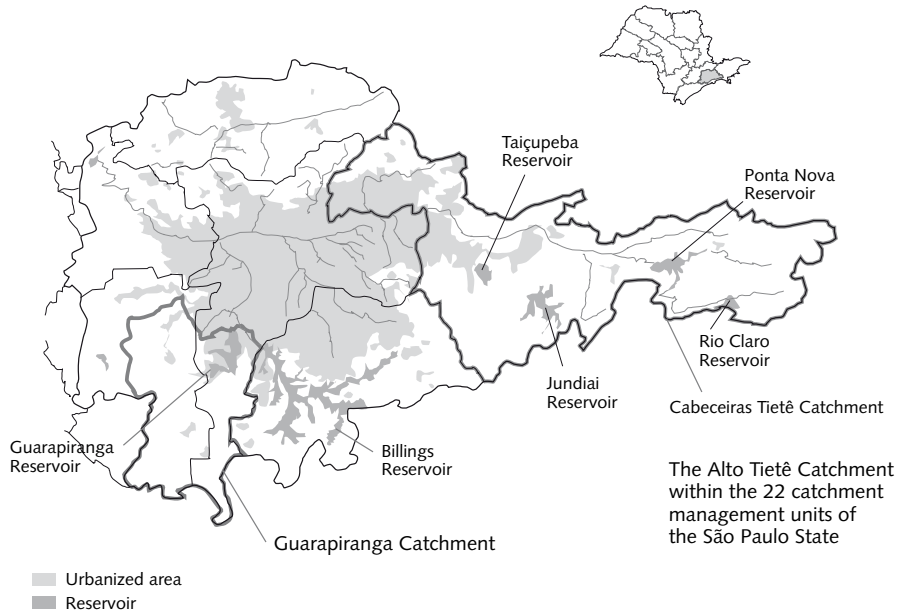 Taiçupeba
Reservoir
Ponta Nova
Reservoir
Rio Claro
Reservoir
Jundiai
Reservoir
Cabeceiras Tietê Catchment
Guarapiranga
Reservoir
Billings
Reservoir
The Alto Tietê Catchment
within the 22 catchment
management units of
the São Paulo State
Guarapiranga Catchment
Urbanized area
Reservoir